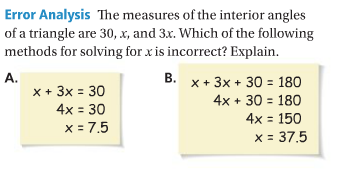 Error Analysis The measures of the interior angles
of a triangle are 30, x, and 3x. Which of the following
methods for solving for x is incorrect? Explain.
A.
x + 3x = 30
4x = 30
x = 7.5
B.
x + 3x + 30 = 180
4x + 30 = 180
4x = 150
x = 37.5